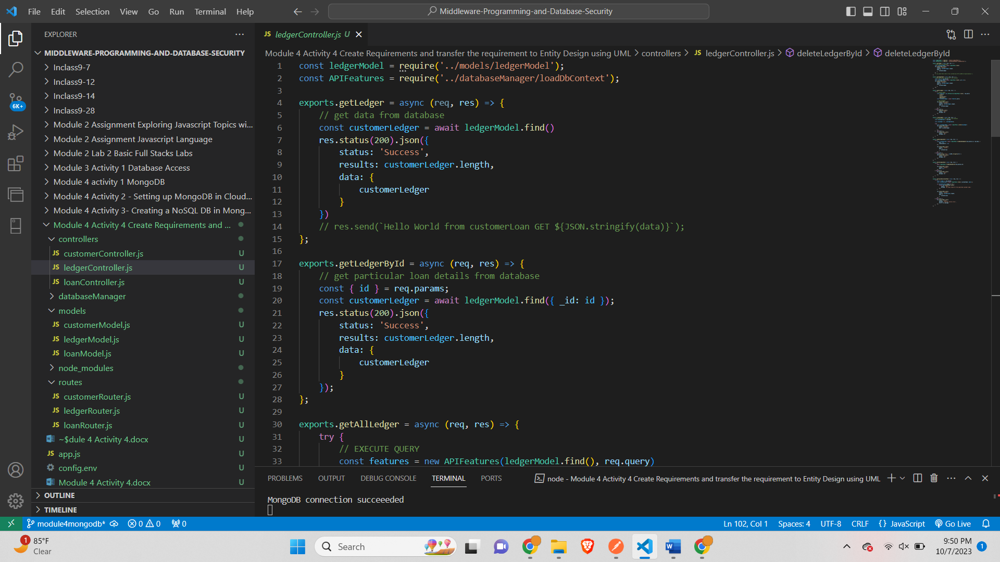 File Edit Selection View Go Run Terminal Help
Middleware-Programming-and-Database-Security
EXPLORER
MIDDLEWARE-PROGRAMMING-AND-DATABASE-SECURITY
Inclass9-7
Inclass9-12
Inclass9-14
Inclass9-28
Module 2 Assignment Exploring Javascript Topics wi...
Module 2 Assignment Javascript Language
Module 2 Lab 2 Basic Full Stacks Labs
Module 3 Activity 1 Database Access
Module 4 activity 1 MongoDB
Module 4 Activity 2 - Setting up MongoDB in Cloud...
Module 4 Activity 3- Creating a NoSQL DB in Mong...
Module 4 Activity 4 Create Requirements and ...
controllers
JS customerController.js U
JS ledgerController.js U
JS loanController.js U
databaseManager
models
JS customerModel.js U
JS ledgerModel.js U
JS loanModel.js U
node_modules
routes
JS customerRouter.js U
JS ledgerRouter.js U
JS loanRouter.js U
~$dule 4 Activity 4.docx U
JS app.js U
config.env U
Module 4 Activity 4.docx U
OUTLINE
TIMELINE
6K+
JS ledgerController.js U
Module 4 Activity 4 Create Requirements and transfer the requirement to Entity Design using UML > controllers > JS ledgerController.js > deleteLedgerById > deleteLedgerById
1 const ledgerModel = require('../models/ledgerModel');
2 const APIFeatures = require('../databaseManager/loadDbContext');
3
4 exports.getLedger = async (req, res) => {
5 // get data from database
6 const customerLedger = await ledgerModel.find()
7 res.status(200).json({
8 status: 'Success',
9 results: customerLedger.length,
10 data: {
11 customerLedger
12 }
13 })
14 // res.send(`Hello World from customerLoan GET ${JSON.stringify(data)}`);
15 };
16
17 exports.getLedgerById = async (req, res) => {
18 // get particular loan details from database
19 const { id } = req.params;
20 const customerLedger = await ledgerModel.find({ _id: id });
21 res.status(200).json({
22 status: 'Success',
23 results: customerLedger.length,
24 data: {
25 customerLedger
26 }
27 });
28 };
29
30 exports.getAllLedger = async (req, res) => {
31 try {
32 // EXECUTE QUERY
33 const features = new APIFeatures(ledgerModel.find(), req.query)
PROBLEMS OUTPUT DEBUG CONSOLE TERMINAL PORTS
node - Module 4 Activity 4 Create Requirements and transfer the requirement to Entity Design using UML
MongoDB connection succeeeded
module4mongodb* 0 0 0
Ln 102, Col 1 Spaces: 4 UTF-8 CRLF {} JavaScript Go Live
1 85°F
Clear
Search
9:50 PM
10/7/2023
1